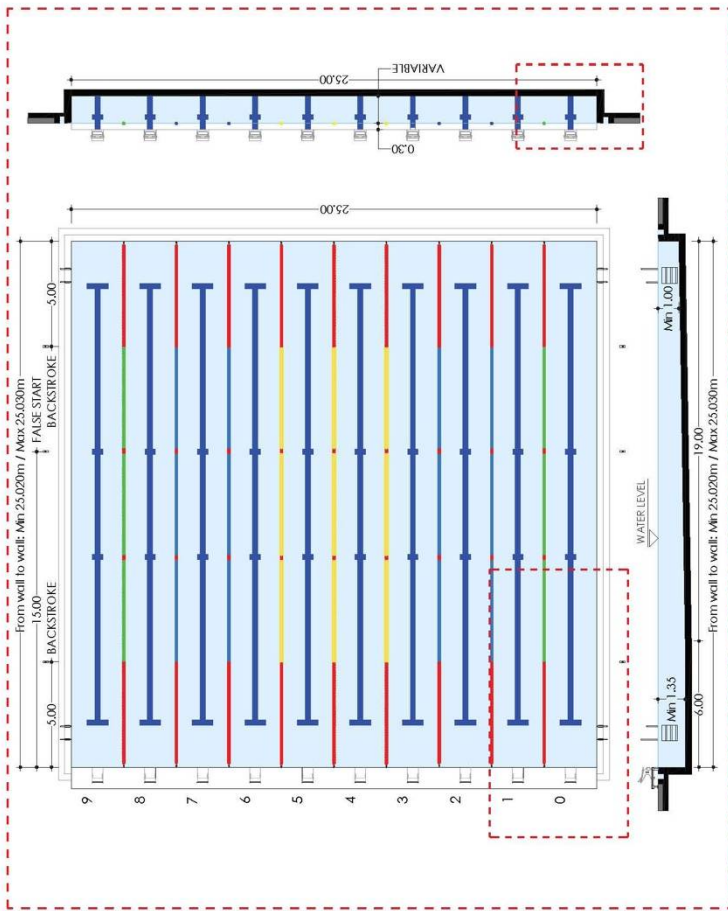 VARIABLE
25.00
0.30
25.00
From wall to wall: Min 25.020m / Max 25.030m
5.00
FALSE START
BACKSTROKE
15.00
BACKSTROKE
5.00
9
8
7
6
5
4
3
2
1
0
Min 1.00
WATER LEVEL
Min 1.35
19.00
6.00
From wall to wall: Min 25.020m / Max 25.030m